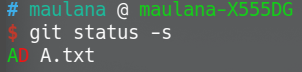 # maulana @ maulana-X555DG
$ git status -s
AD A.txt